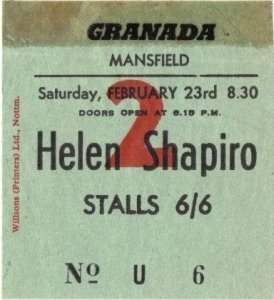 GRANADA
MANSFIELD
Saturday, FEBRUARY 23rd 8.30
DOORS OPEN AT 8.15 P.M.
2
Helen Shapiro
STALLS 6/6
Nº U 6
Willsons (Printers) Ltd., Nottm.